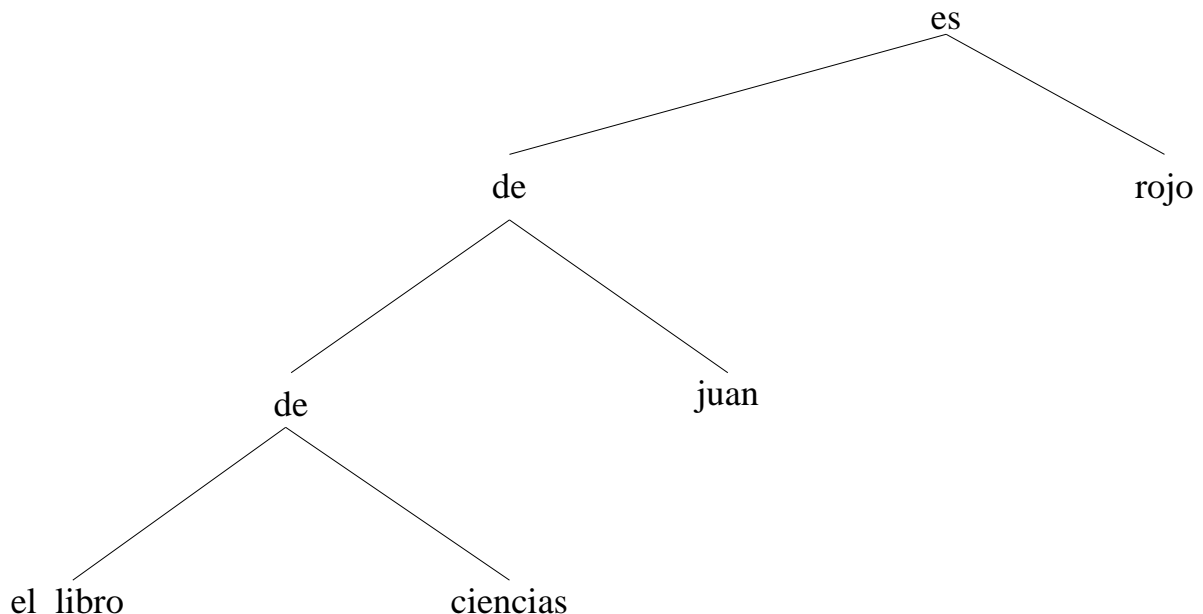 es
de
rojo
de
juan
el libro
ciencias